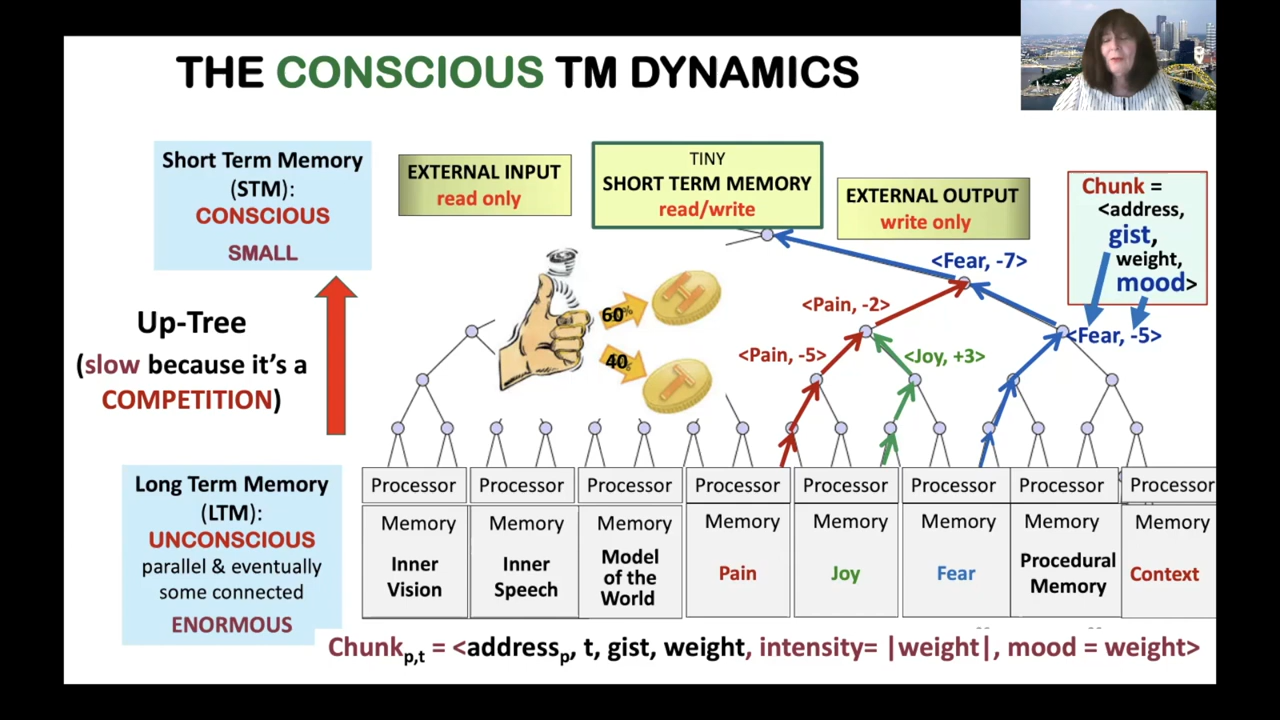 THE CONSCIOUS TM DYNAMICS
Short Term Memory
(STM):
CONSCIOUS
SMALL
EXTERNAL INPUT
read only
TINY
SHORT TERM MEMORY
read/write
EXTERNAL OUTPUT
write only
Chunk =
<address,
gist,
weight,
mood>
<Fear, -7>
<Pain, -2>
<Fear, -5>
<Pain, -5>
<Joy, +3>
60%
H
40%
T
Up-Tree
(slow because it's a
COMPETITION)
Long Term Memory
(LTM):
UNCONSCIOUS
parallel & eventually
some connected
ENORMOUS
Processor
Processor
Processor
Processor
Processor
Processor
Processor
Processor
Memory
Inner
Vision
Memory
Inner
Speech
Memory
Model
of the
World
Memory
Pain
Memory
Joy
Memory
Fear
Memory
Procedural
Memory
Memory
Context
Chunkp,t = <addressp, t, gist, weight, intensity= |weight|, mood = weight>